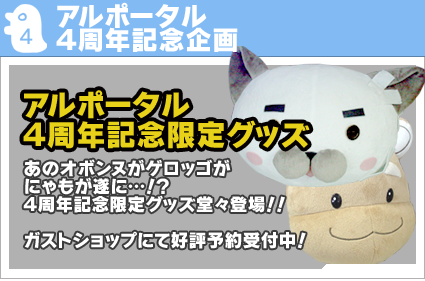 4
アルポータル
4周年記念企画
アルポータル
4周年記念限定グッズ
あのオボンヌがゲロッゴが
にゃもが遂に…!?
4周年記念限定グッズ堂々登場!!
ガストショップにて好評予約受付中!